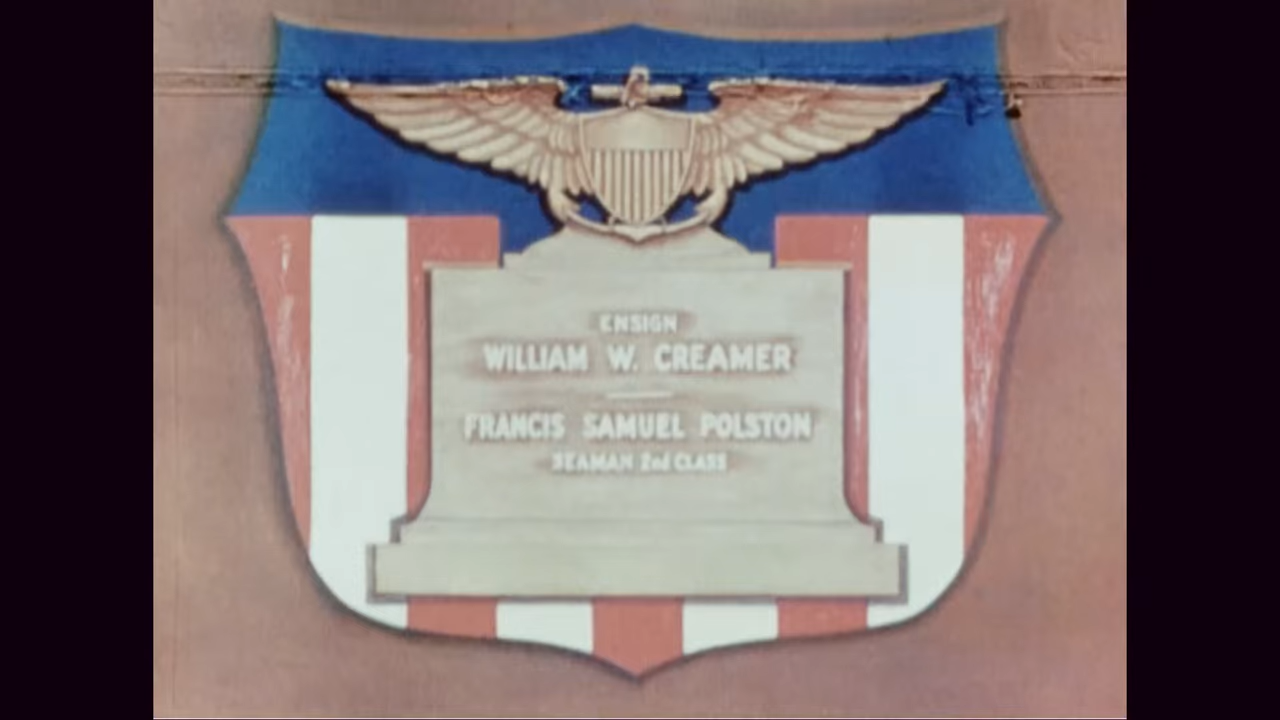 ENSIGN
WILLIAM W. CREAMER
FRANCIS SAMUEL POLSTON
SEAMAN 2nd CLASS